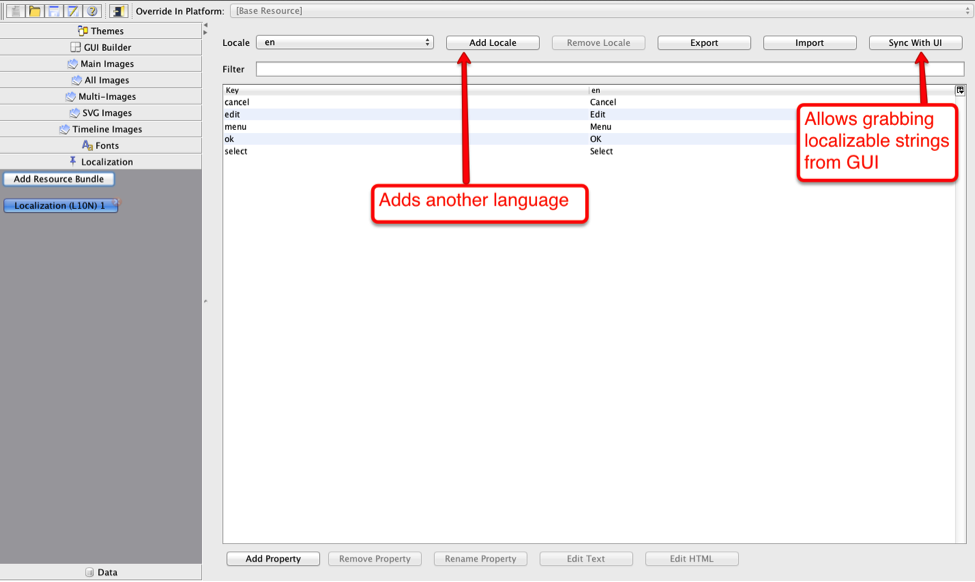 Override In Platform: [Base Resource]
Themes
GUI Builder
Main Images
All Images
Multi-Images
SVG Images
Timeline Images
Fonts
Localization
Add Resource Bundle
Localization (L10N) 1
Data
Locale en Add Locale Remove Locale Export Import Sync With UI
Filter
Key en
cancel Cancel
edit Edit
menu Menu
ok OK
select Select
Adds another language
Allows grabbing
localizable strings
from GUI
Add Property Remove Property Rename Property Edit Text Edit HTML